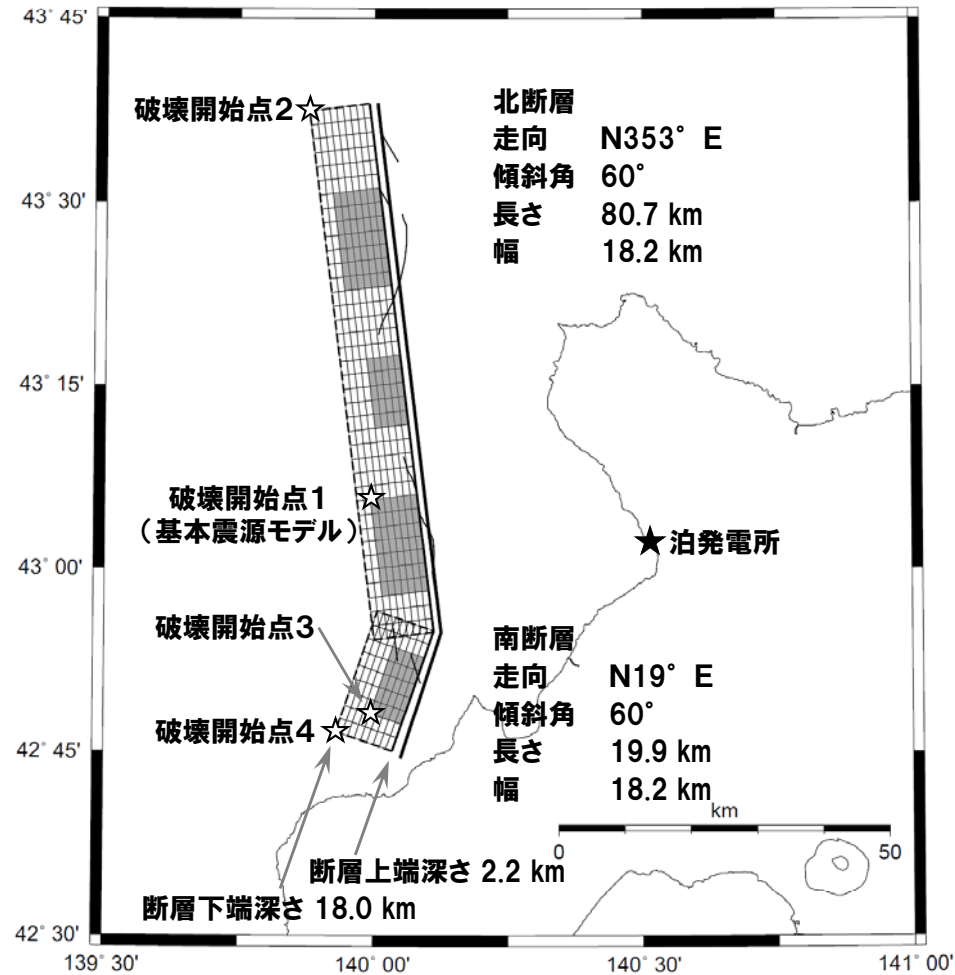 43° 45'
破壊開始点2
北断層
走向 N353° E
傾斜角 60°
長さ 80.7 km
幅 18.2 km
43° 30'
43° 15'
破壊開始点1
（基本震源モデル）
泊発電所
43° 00'
破壊開始点3
南断層
走向 N19° E
傾斜角 60°
長さ 19.9 km
幅 18.2 km
破壊開始点4
42° 45'
km
0 50
断層上端深さ 2.2 km
断層下端深さ 18.0 km
42° 30'
139° 30' 140° 00' 140° 30' 141° 00'